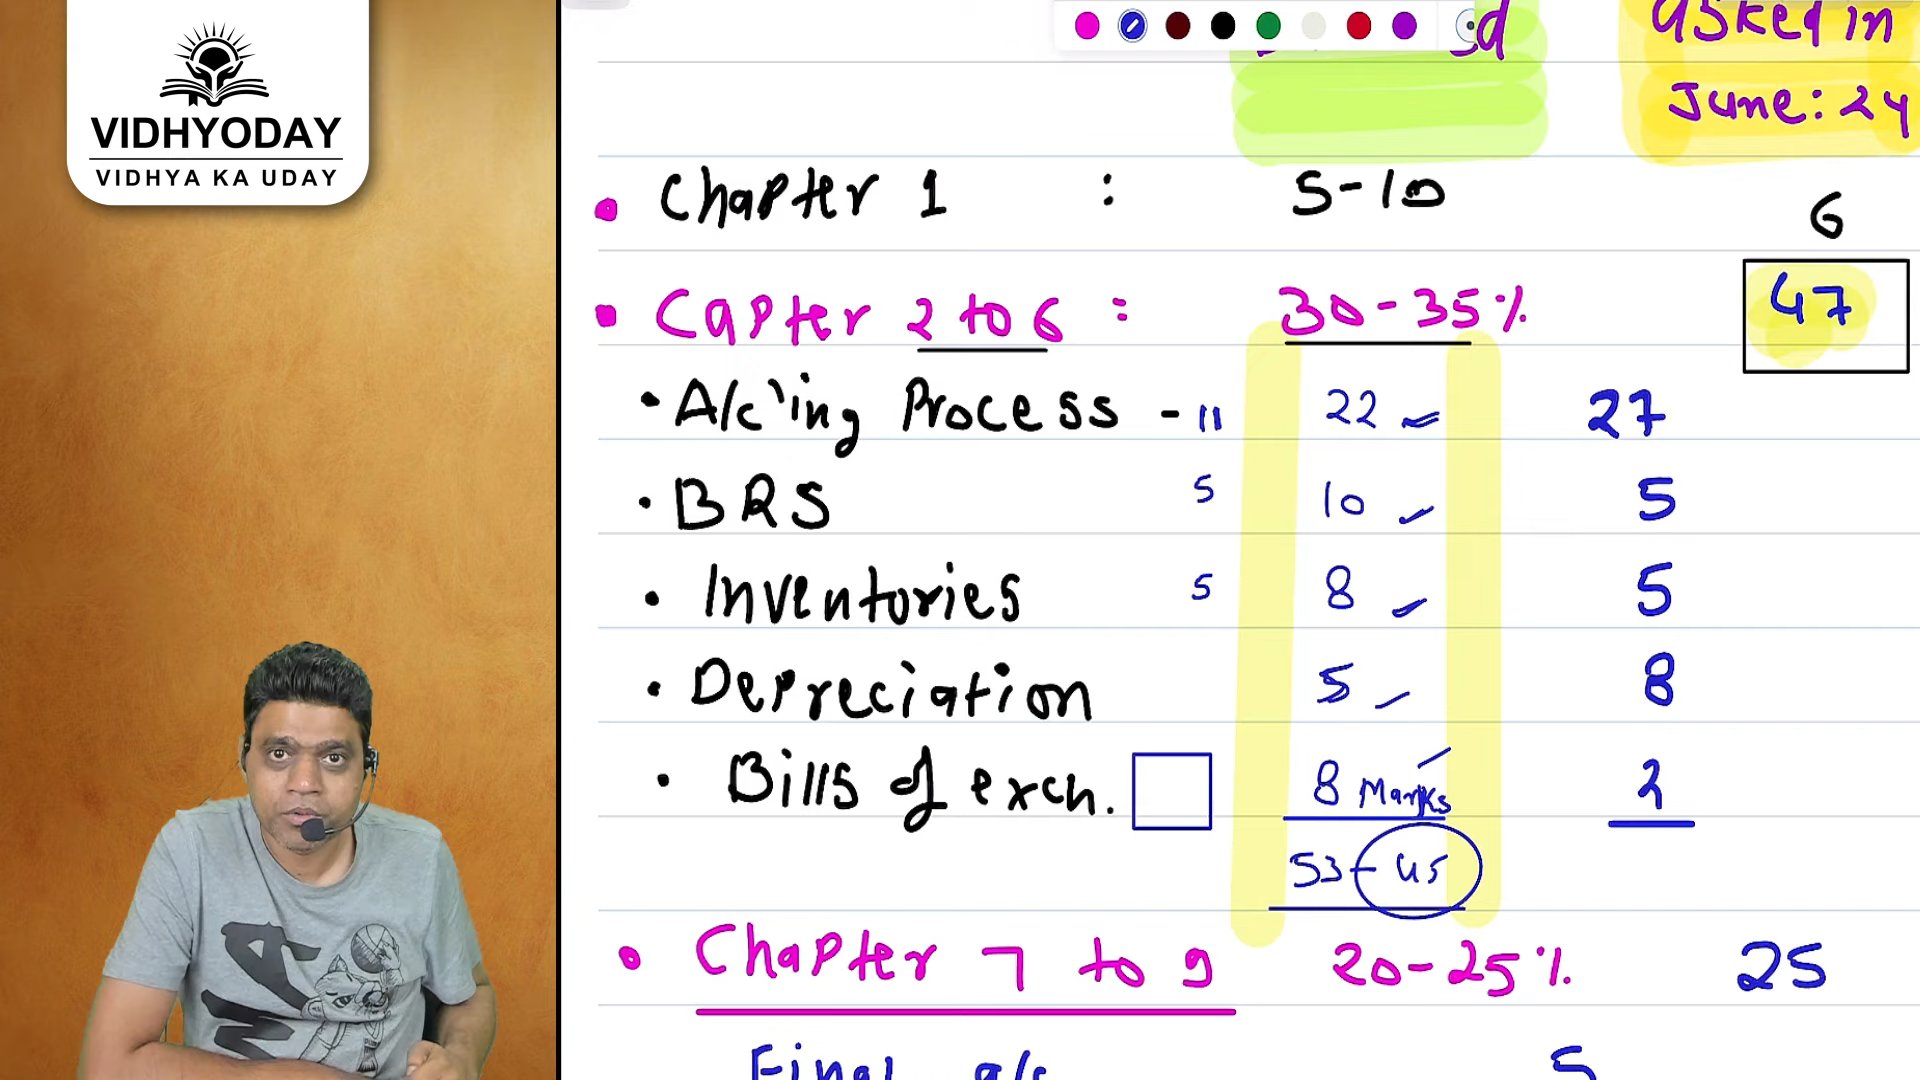 VIDHYODAY
VIDHYA KA UDAY
asked in
June: 24
• Chapter 1 : 5-10 6
• Capter 2 to 6 : 30-35% 47
• A/c'ing Process - 11 22 27
• BRS 5 10 5
• Inventories 5 8 5
• Depreciation 5 8
• Bills of exch. 8 Marks 2
53-45
• Chapter 7 to 9 20-25% 25
Final a/s 5